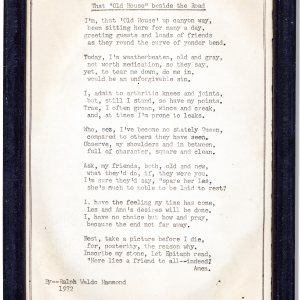 That "Old House" beside the Road
I'm, that 'Old House' up canyon way,
been sitting here for many a day,
greeting guests and loads of friends
as they round the curve of yonder bend.
Today, I'm weatherbeaten, old and gray,
not worth medication, so they say,
yet, to tear me down, do me in,
would be an unforgivable sin.
I, admit to arthritic knees and joints,
but, still I stand, so have my points.
True, I often groan, wince and creak,
and, at times I'm prone to leaks.
Who, sez, I've become no stately Queen,
compared to others they have seen.
Observe, my shoulders and in between,
full of character, square and clean.
Ask, my friends, both, old and new,
what they'd do, if, they were you.
I'm sure they'd say, "spare her Les,
she's much to noble to be laid to rest?
I, have the feeling my time has come,
Les and Ann's desires will be done,
I, have no choice but bow and pray,
because the end not far away.
Best, take a picture before I die,
for, posterity, the reason why.
Inscribe my stone, let Epitaph read,
"Here lies a friend to all--indeed!
Amen.
By--Ralph Waldo Hammond
1972